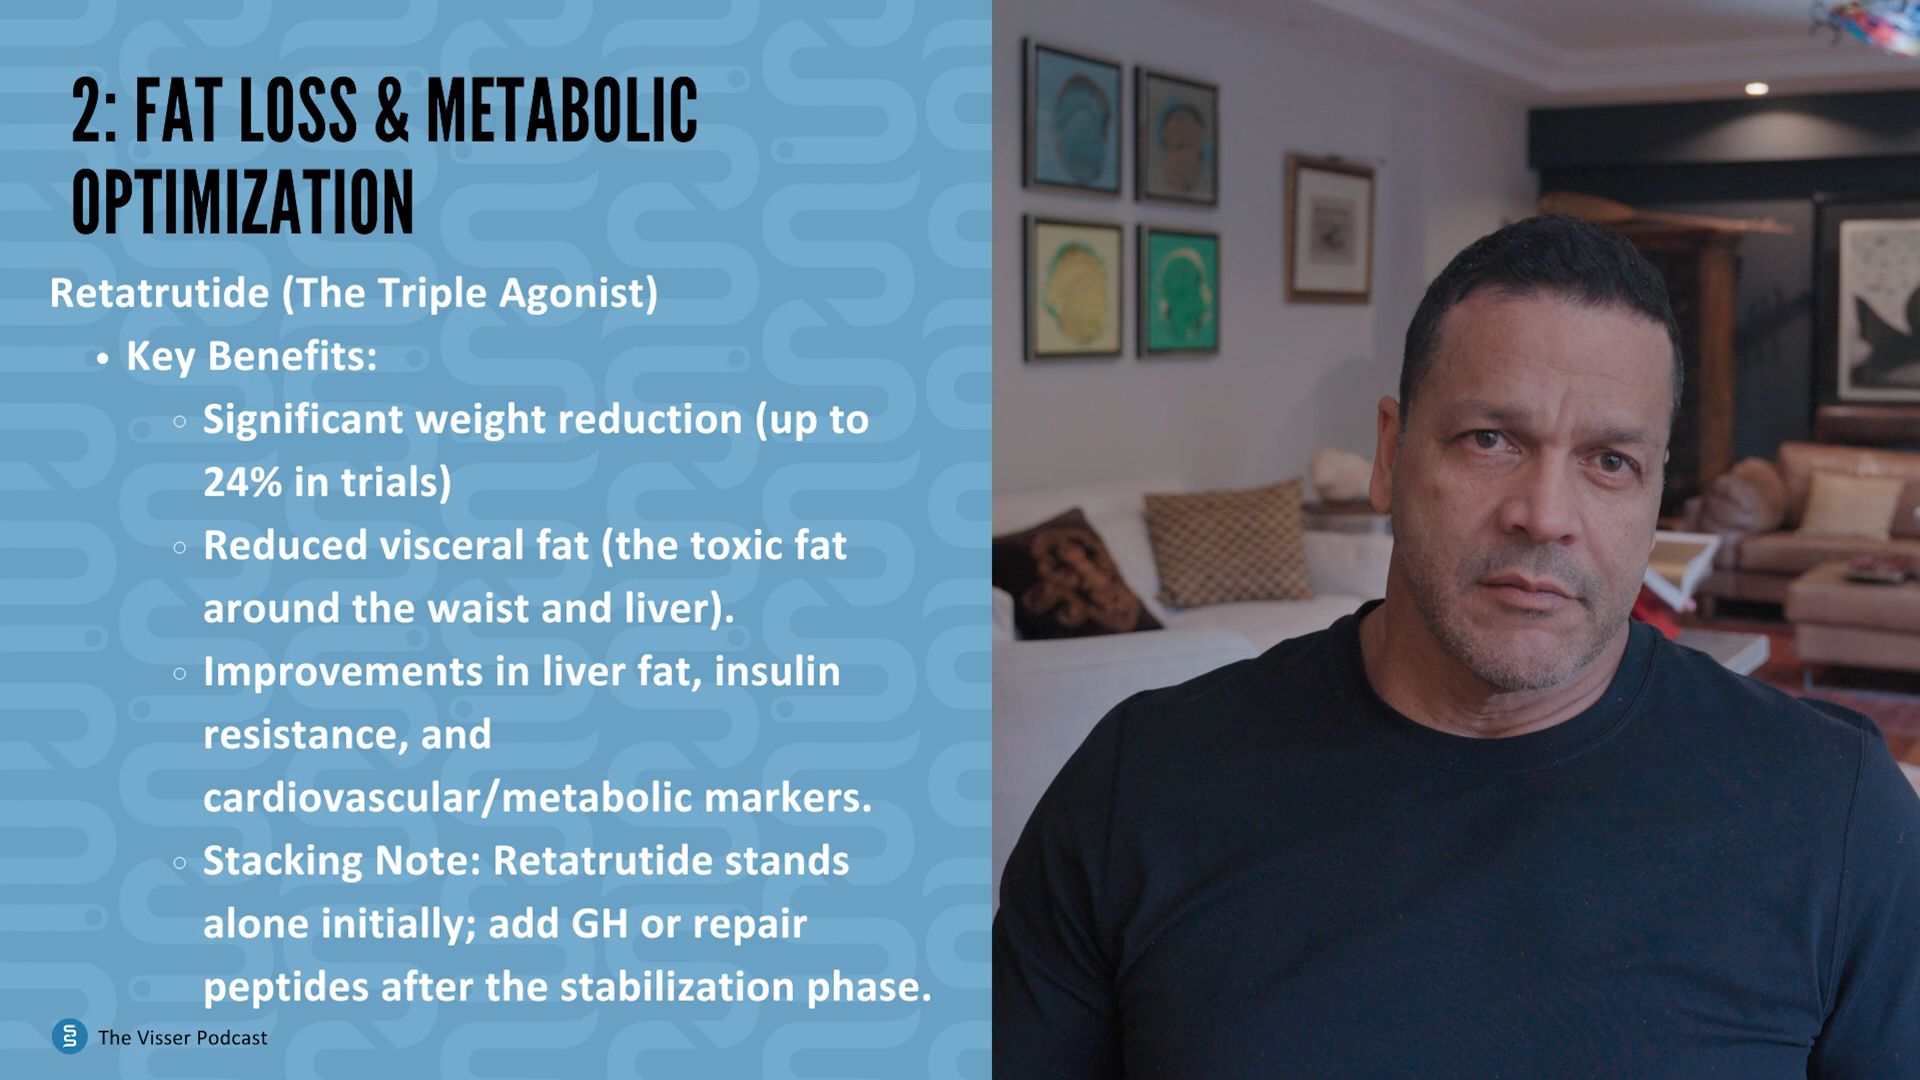 2: FAT LOSS & METABOLIC
OPTIMIZATION
Retatrutide (The Triple Agonist)
• Key Benefits:
○ Significant weight reduction (up to
24% in trials)
○ Reduced visceral fat (the toxic fat
around the waist and liver).
○ Improvements in liver fat, insulin
resistance, and
cardiovascular/metabolic markers.
○ Stacking Note: Retatrutide stands
alone initially; add GH or repair
peptides after the stabilization phase.
The Visser Podcast